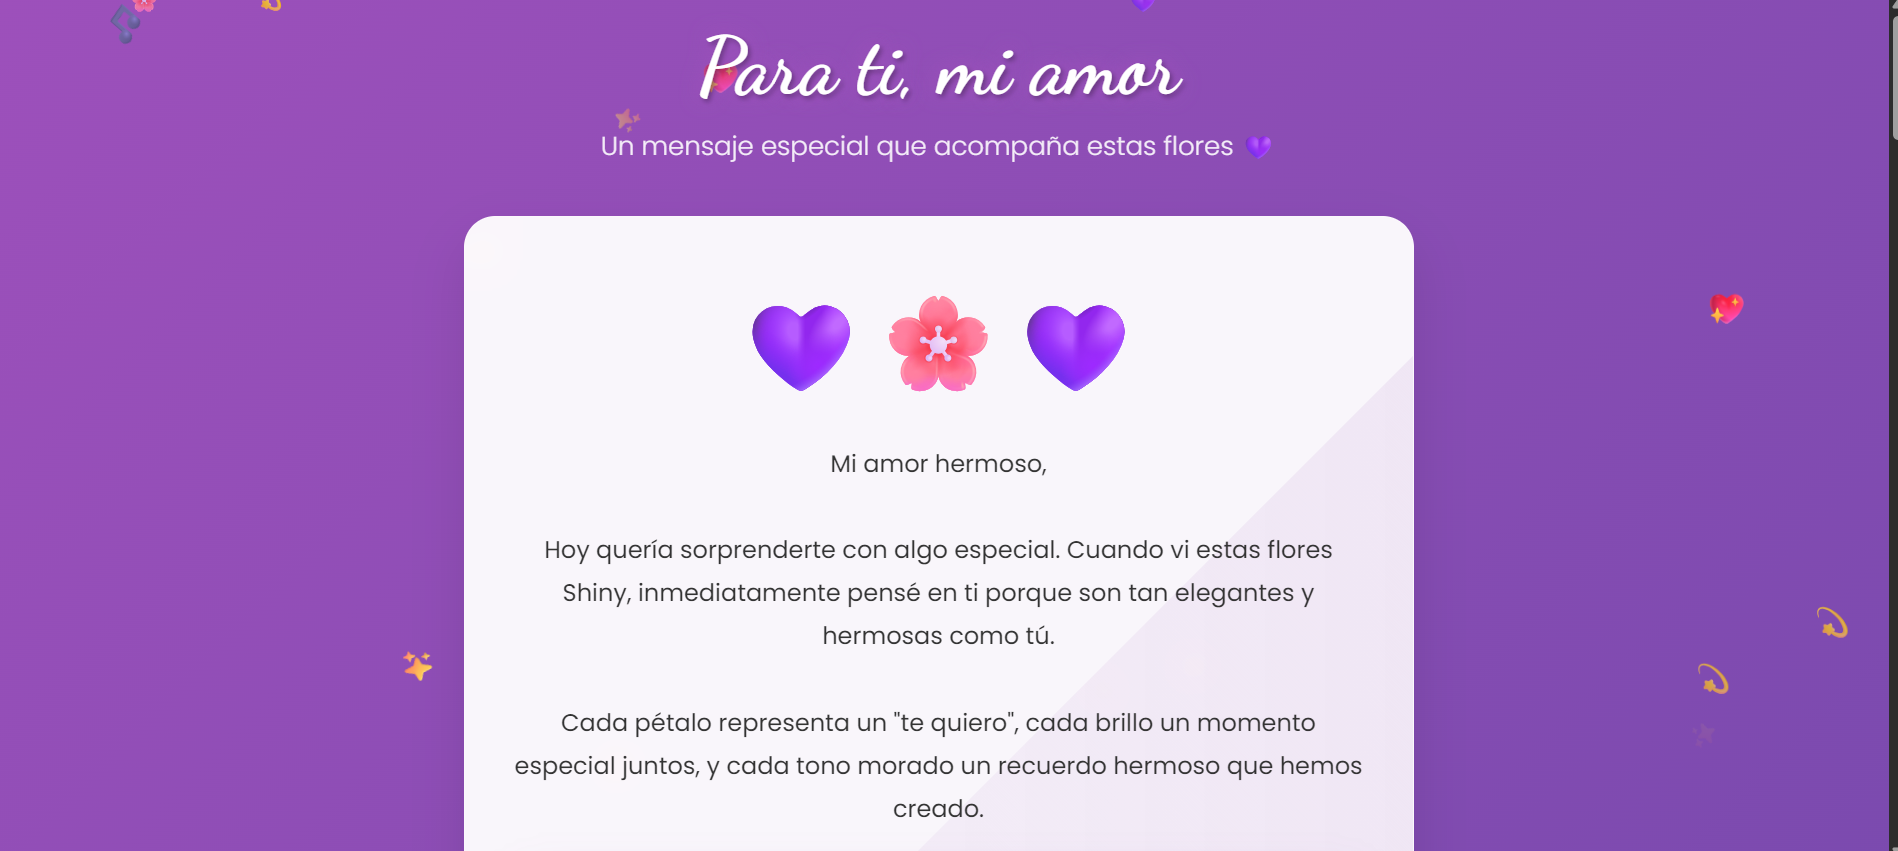 Para ti, mi amor
Un mensaje especial que acompaña estas flores 💜
Mi amor hermoso,
Hoy quería sorprenderte con algo especial. Cuando vi estas flores
Shiny, inmediatamente pensé en ti porque son tan elegantes y
hermosas como tú.
Cada pétalo representa un "te quiero", cada brillo un momento
especial juntos, y cada tono morado un recuerdo hermoso que hemos
creado.